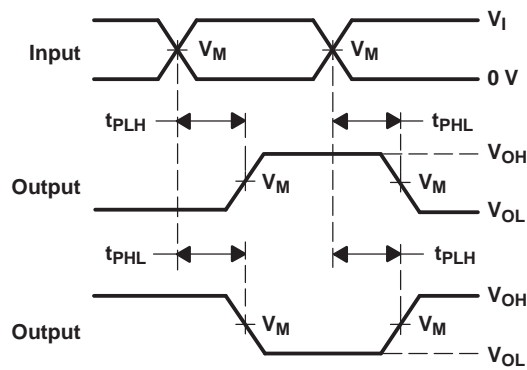 V_I
Input V_M V_M
0 V
t_PLH t_PHL
V_OH
Output V_M V_M
V_OL
t_PHL t_PLH
V_OH
Output V_M V_M
V_OL